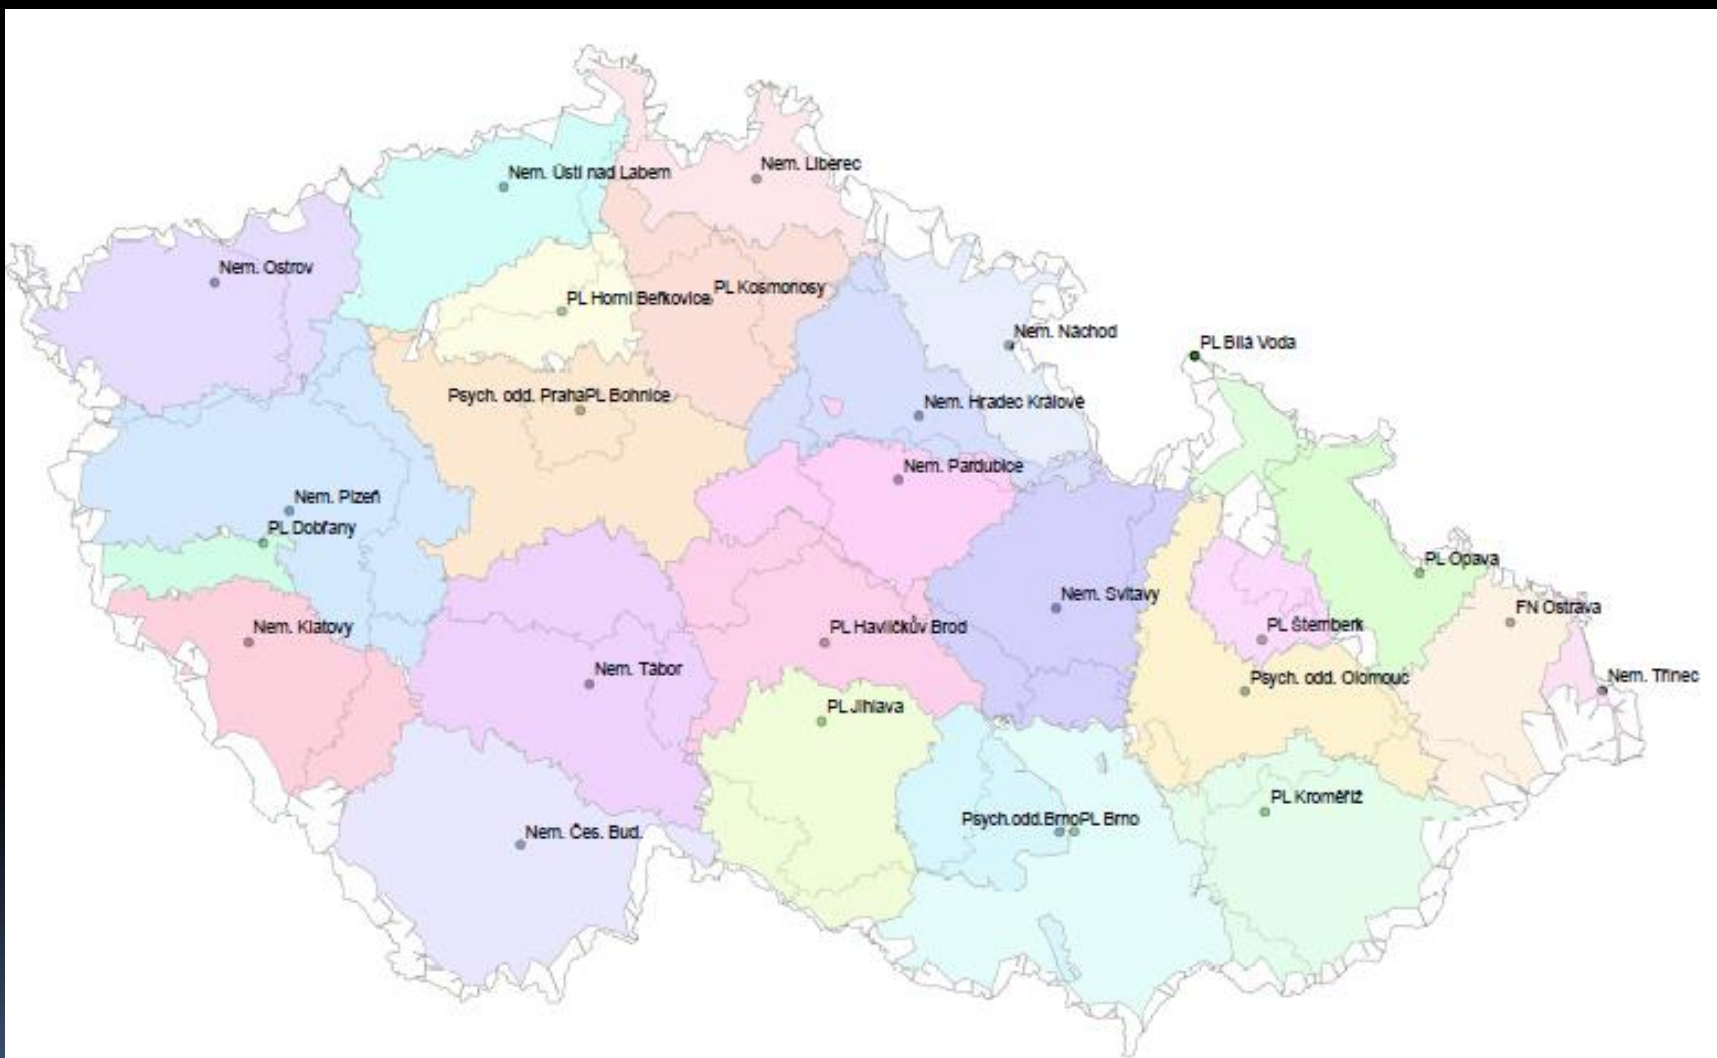 Nem. Liberec
Nem. Ústí nad Labem
Nem. Ostrov
PL Horní Beřkovice
PL Kosmonosy
Nem. Náchod
PL Bílá Voda
Psych. odd. Praha
PL Bohnice
Nem. Hradec Králové
Nem. Pardubice
Nem. Plzeň
PL Dobřany
PL Opava
Nem. Svitavy
FN Ostrava
Nem. Klatovy
PL Havlíčkův Brod
PL Šternberk
Nem. Tábor
Psych. odd. Olomouc
Nem. Třinec
PL Jihlava
PL Kroměříž
Psych.odd.Brno
PL Brno
Nem. Čes. Bud.